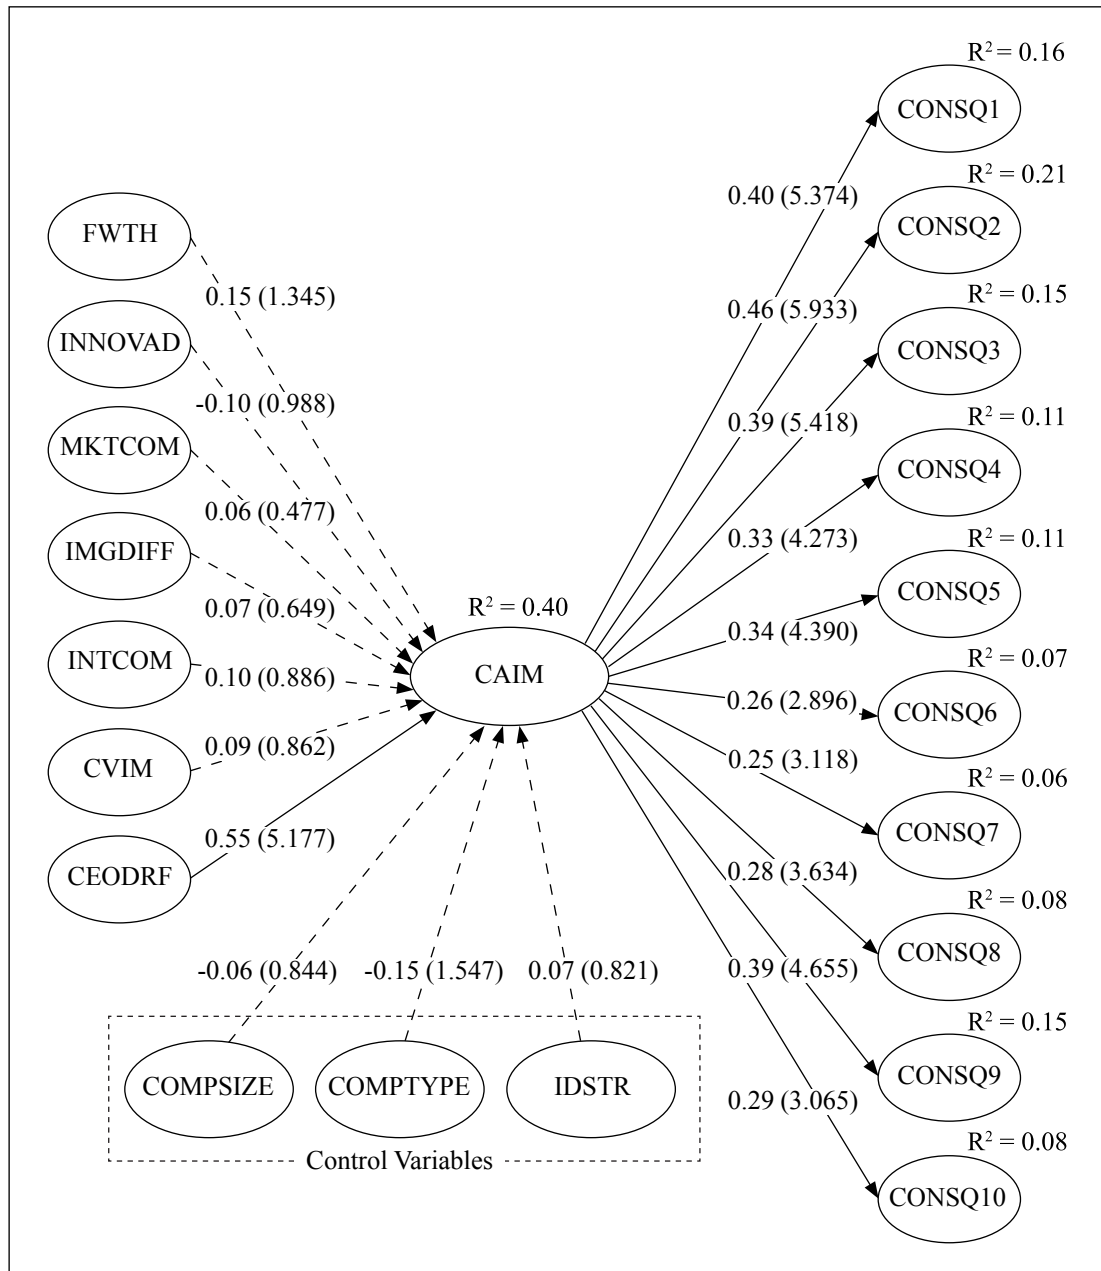 R² = 0.16
CONSQ1
R² = 0.21
0.40 (5.374)
CONSQ2
FWTH
R² = 0.15
0.15 (1.345)
0.46 (5.933)
INNOVAD
CONSQ3
-0.10 (0.988)
R² = 0.11
0.39 (5.418)
MKTCOM
CONSQ4
0.06 (0.477)
R² = 0.11
0.33 (4.273)
IMGDIFF
CONSQ5
0.07 (0.649)
R² = 0.40
0.34 (4.390)
R² = 0.07
INTCOM
CAIM
0.10 (0.886)
0.26 (2.896)
CONSQ6
0.09 (0.862)
0.25 (3.118)
CVIM
R² = 0.06
CONSQ7
0.55 (5.177)
CEODRF
0.28 (3.634)
R² = 0.08
CONSQ8
-0.06 (0.844)
-0.15 (1.547)
0.07 (0.821)
0.39 (4.655)
R² = 0.15
CONSQ9
COMPSIZE
COMPTYPE
IDSTR
0.29 (3.065)
R² = 0.08
Control Variables
CONSQ10